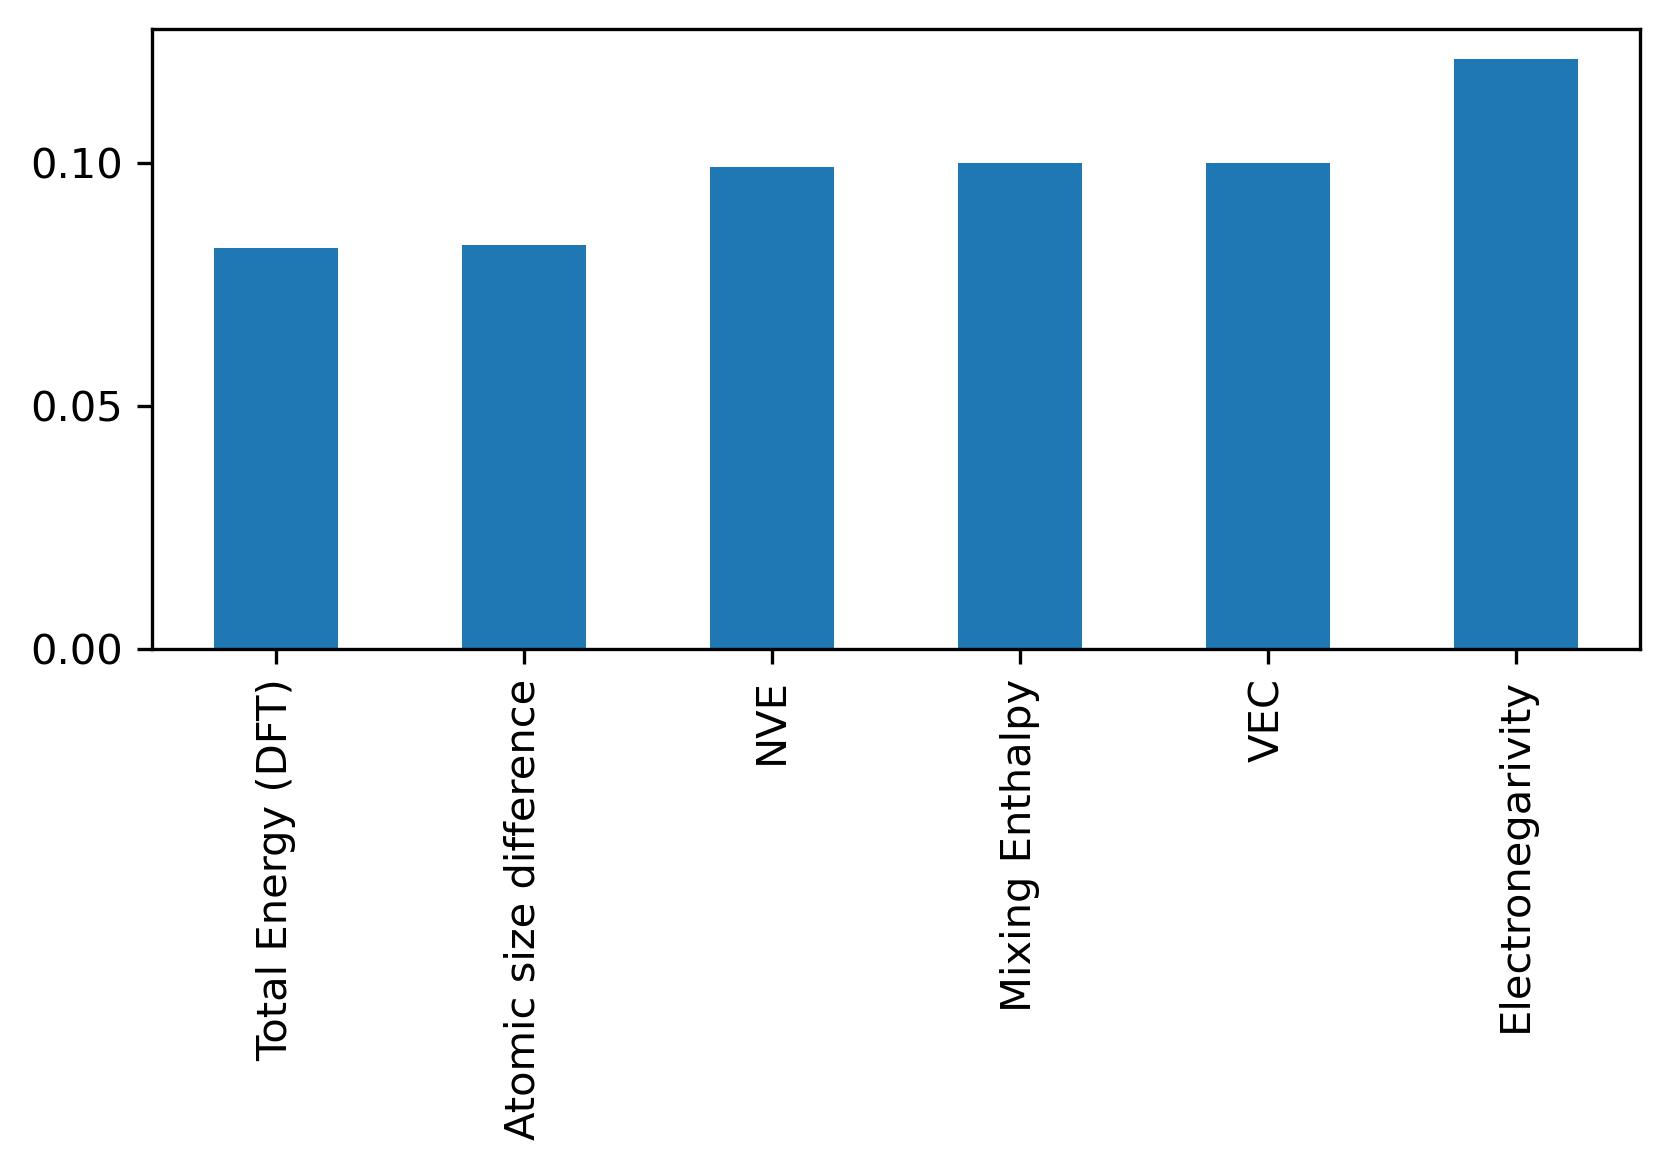 0.10
0.05
0.00
Total Energy (DFT)
Atomic size difference
NVE
Mixing Enthalpy
VEC
Electronegarivity